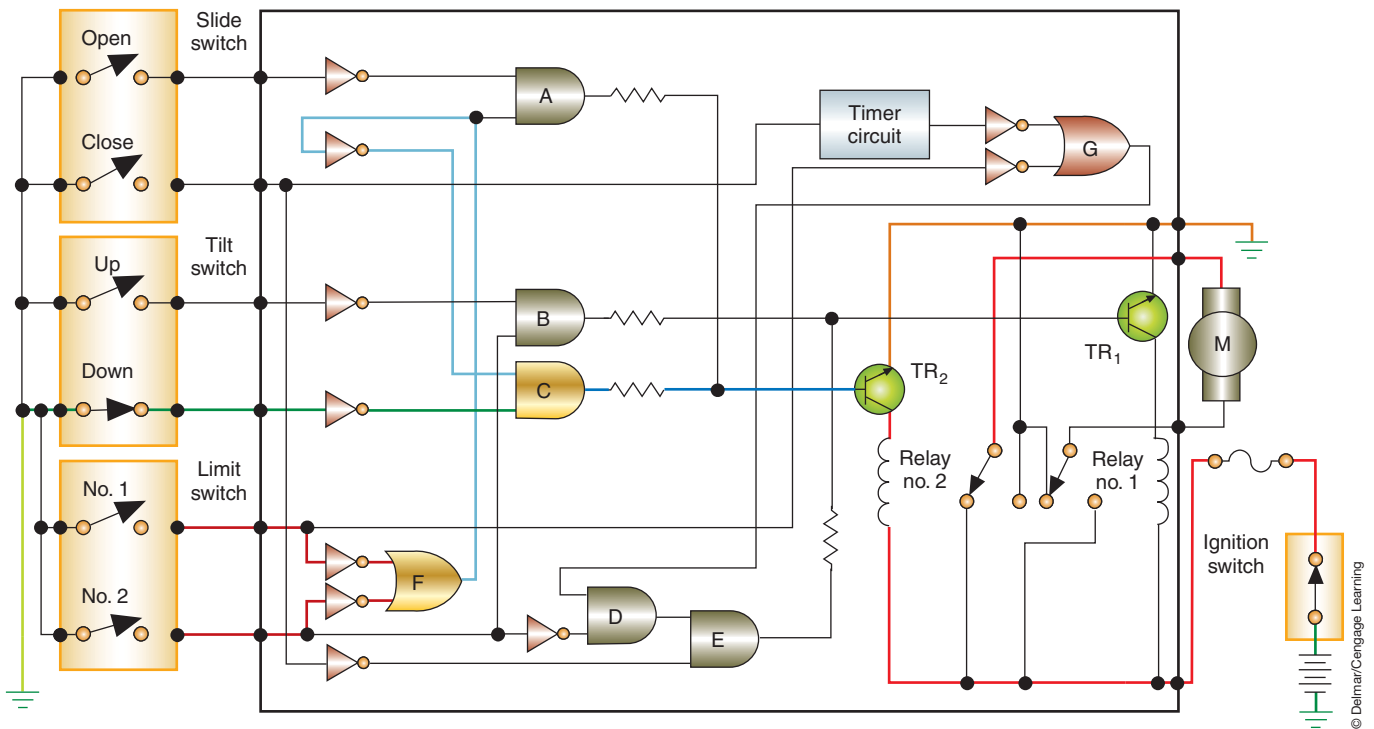 Slide
switch
Open
Close
Tilt
switch
Up
Down
Limit
switch
No. 1
No. 2
A
B
C
F
D
E
Timer
circuit
G
TR2
TR1
M
Relay
no. 2
Relay
no. 1
Ignition
switch
© Delmar/Cengage Learning